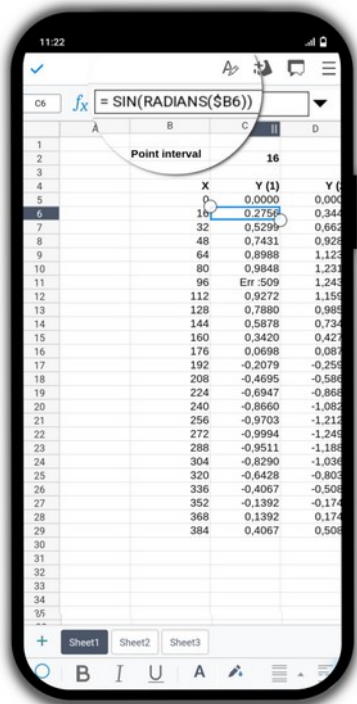 11:22
C6 fx = SIN(RADIANS($B6))
A B C D
1
2 Point interval 16
3
4 X Y (1) Y (
5 0 0,0000 0,000
6 16 0.2756 0,344
7 32 0,5299 0,662
8 48 0,7431 0,928
9 64 0,8988 1,123
10 80 0,9848 1,231
11 96 Err :509 1,243
12 112 0,9272 1,159
13 128 0,7880 0,985
14 144 0,5878 0,734
15 160 0,3420 0,427
16 176 0,0698 0,087
17 192 -0,2079 -0,259
18 208 -0,4695 -0,586
19 224 -0,6947 -0,868
20 240 -0,8660 -1,082
21 256 -0,9703 -1,212
22 272 -0,9994 -1,249
23 288 -0,9511 -1,188
24 304 -0,8290 -1,036
25 320 -0,6428 -0,803
26 336 -0,4067 -0,508
27 352 -0,1392 -0,174
28 368 0,1392 0,174
29 384 0,4067 0,508
30
31
32
33
34
35
+ Sheet1 Sheet2 Sheet3
B I U A